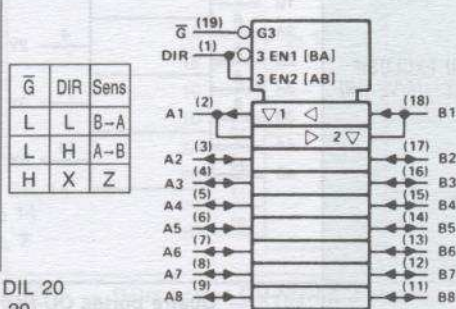 G̅ (19) G3
DIR (1) 3 EN1 [BA]
3 EN2 [AB]
G̅ DIR Sens
L L B→A
L H A→B
H X Z
A1 (2) ▽1 ◁ (18) B1
▷ 2▽
A2 (3) (17) B2
A3 (4) (16) B3
A4 (5) (15) B4
A5 (6) (14) B5
A6 (7) (13) B6
A7 (8) (12) B7
A8 (9) (11) B8
DIL 20